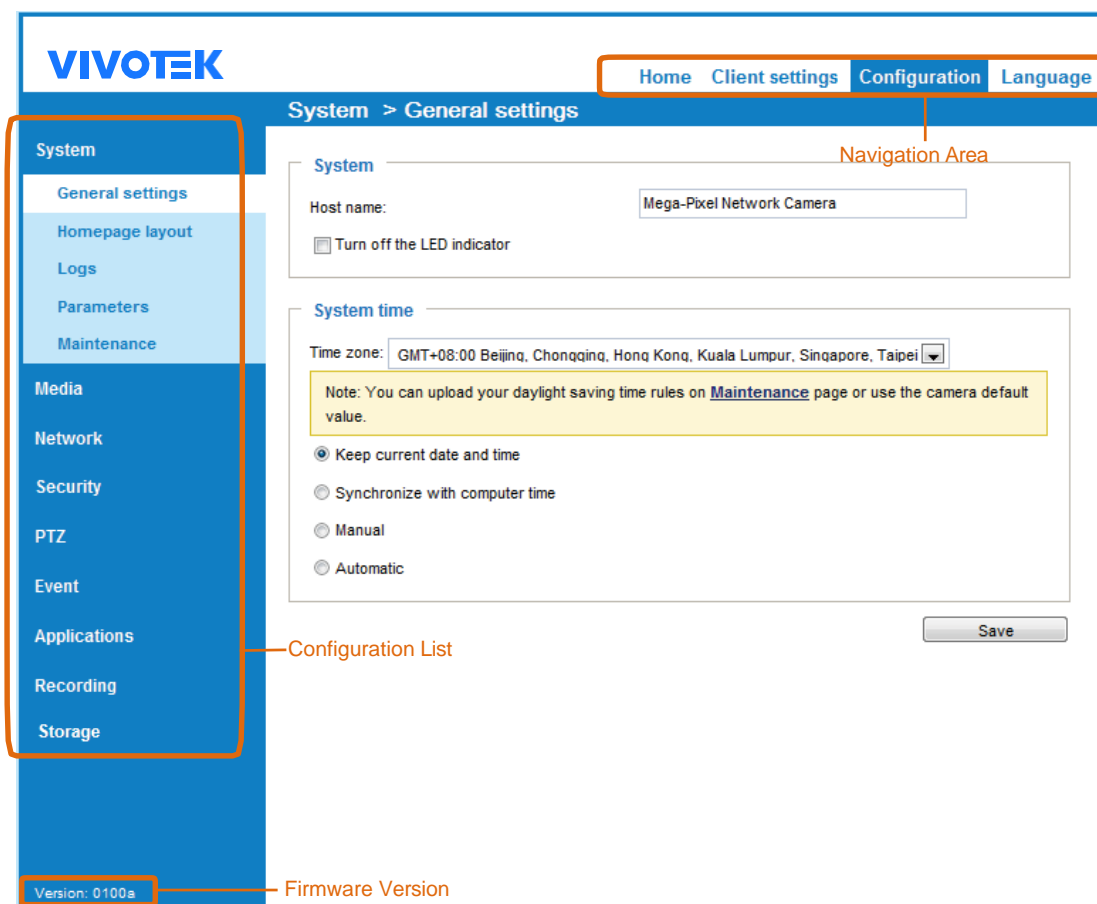 VIVOTEK
Home Client settings Configuration Language
System > General settings
Navigation Area
System
General settings
Homepage layout
Logs
Parameters
Maintenance
Media
Network
Security
PTZ
Event
Applications
Recording
Storage
Configuration List
Version: 0100a
Firmware Version
System
Host name: Mega-Pixel Network Camera
Turn off the LED indicator
System time
Time zone: GMT+08:00 Beijing, Chongqing, Hong Kong, Kuala Lumpur, Singapore, Taipei
Note: You can upload your daylight saving time rules on Maintenance page or use the camera default
value.
Keep current date and time
Synchronize with computer time
Manual
Automatic
Save